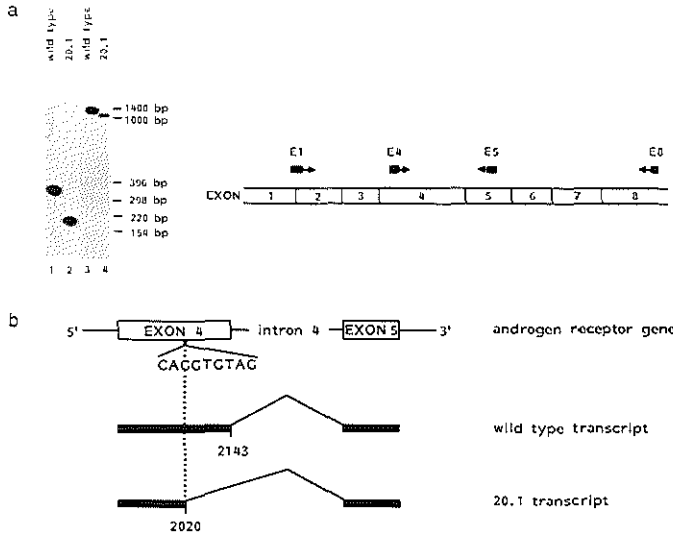 a
wild type
20.1
wild type
20.1
1400 bp
1000 bp
396 bp
298 bp
220 bp
154 bp
1 2 3 4
E1 E4 E5 E8
EXON 1 2 3 4 5 6 7 8
b
5' EXON 4 intron 4 EXON 5 3' androgen receptor gene
CACGTGTAG
wild type transcript
2143
20.1 transcript
2020